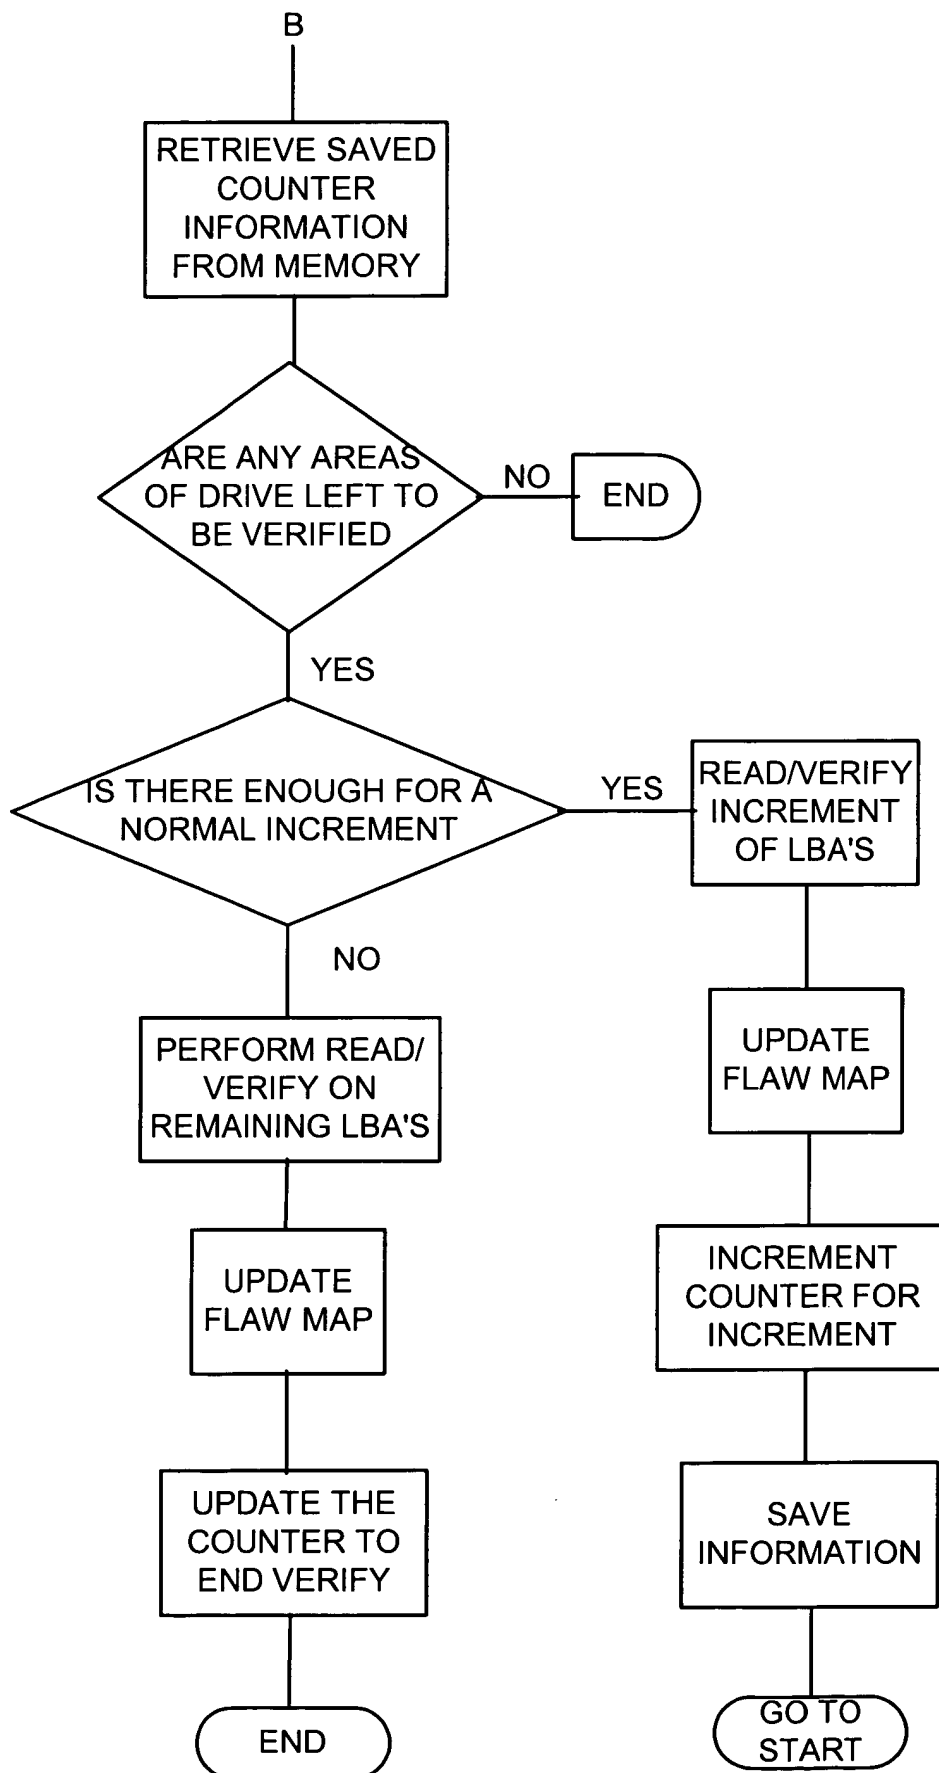 B
RETRIEVE SAVED
COUNTER
INFORMATION
FROM MEMORY
ARE ANY AREAS
OF DRIVE LEFT TO
BE VERIFIED
NO
END
YES
IS THERE ENOUGH FOR A
NORMAL INCREMENT
YES
READ/VERIFY
INCREMENT
OF LBA'S
NO
PERFORM READ/
VERIFY ON
REMAINING LBA'S
UPDATE
FLAW MAP
UPDATE
FLAW MAP
INCREMENT
COUNTER FOR
INCREMENT
UPDATE THE
COUNTER TO
END VERIFY
SAVE
INFORMATION
END
GO TO
START